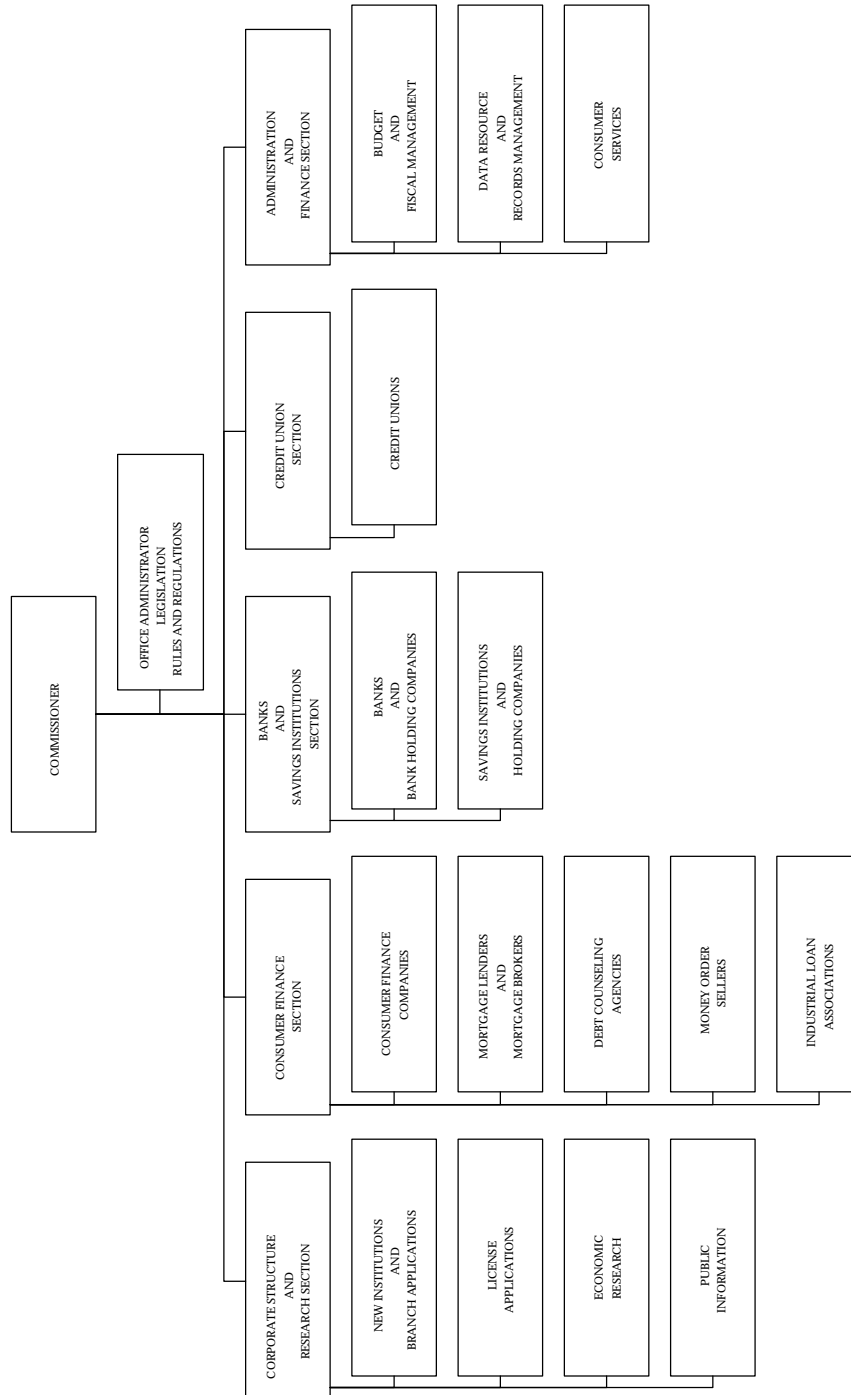 COMMISSIONER
OFFICE ADMINISTRATOR
LEGISLATION
RULES AND REGULATIONS
CORPORATE STRUCTURE
AND
RESEARCH SECTION
NEW INSTITUTIONS
AND
BRANCH APPLICATIONS
LICENSE
APPLICATIONS
ECONOMIC
RESEARCH
PUBLIC
INFORMATION
CONSUMER FINANCE
SECTION
CONSUMER FINANCE
COMPANIES
MORTGAGE LENDERS
AND
MORTGAGE BROKERS
DEBT COUNSELING
AGENCIES
MONEY ORDER
SELLERS
INDUSTRIAL LOAN
ASSOCIATIONS
BANKS
AND
SAVINGS INSTITUTIONS
SECTION
BANKS
AND
BANK HOLDING COMPANIES
SAVINGS INSTITUTIONS
AND
HOLDING COMPANIES
CREDIT UNION
SECTION
CREDIT UNIONS
ADMINISTRATION
AND
FINANCE SECTION
BUDGET
AND
FISCAL MANAGEMENT
DATA RESOURCE
AND
RECORDS MANAGEMENT
CONSUMER
SERVICES